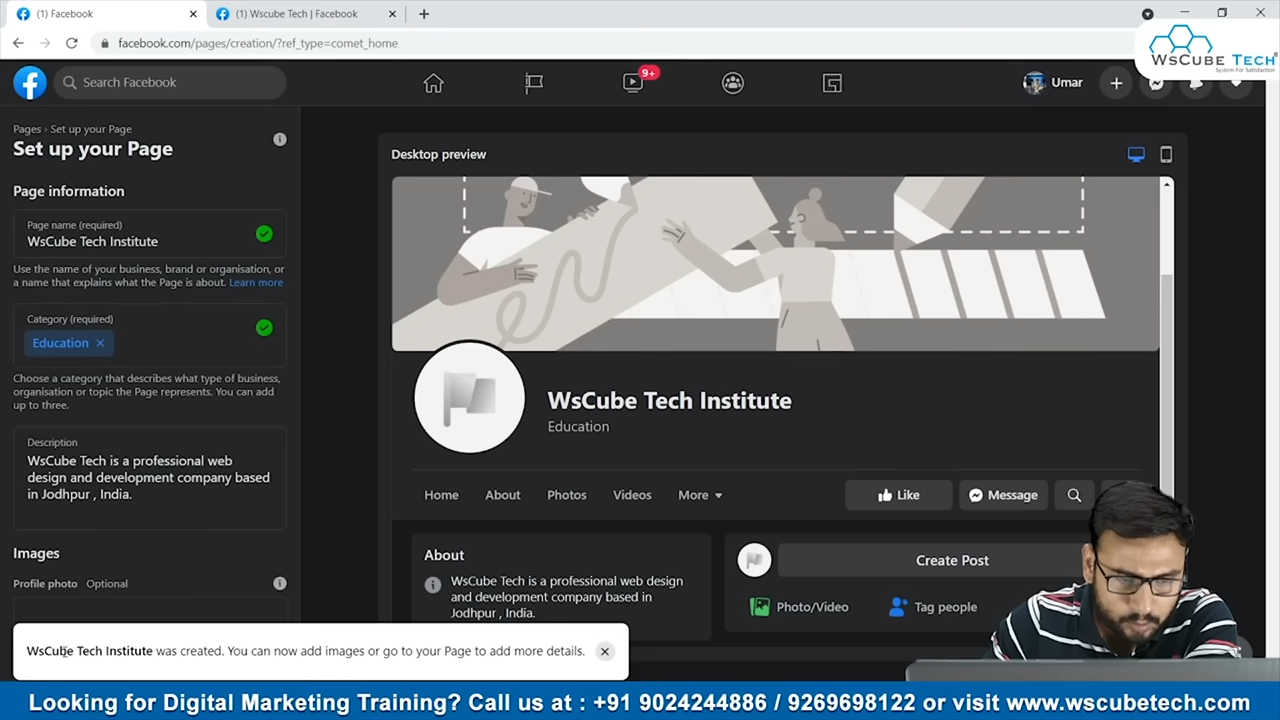 (1) Facebook
(1) Wscube Tech | Facebook
facebook.com/pages/creation/?ref_type=comet_home
WsCube Tech
System For Satisfaction
Search Facebook
9+
Umar
Pages › Set up your Page
Set up your Page
Page information
Page name (required)
WsCube Tech Institute
Use the name of your business, brand or organisation, or
a name that explains what the Page is about. Learn more
Category (required)
Education
Choose a category that describes what type of business,
organisation or topic the Page represents. You can add
up to three.
Description
WsCube Tech is a professional web
design and development company based
in Jodhpur , India.
Images
Profile photo Optional
Desktop preview
WsCube Tech Institute
Education
Home About Photos Videos More
Like
Message
About
WsCube Tech is a professional web design
and development company based in
Jodhpur , India.
Create Post
Photo/Video
Tag people
WsCube Tech Institute was created. You can now add images or go to your Page to add more details.
Looking for Digital Marketing Training? Call us at : +91 9024244886 / 9269698122 or visit www.wscubetech.com